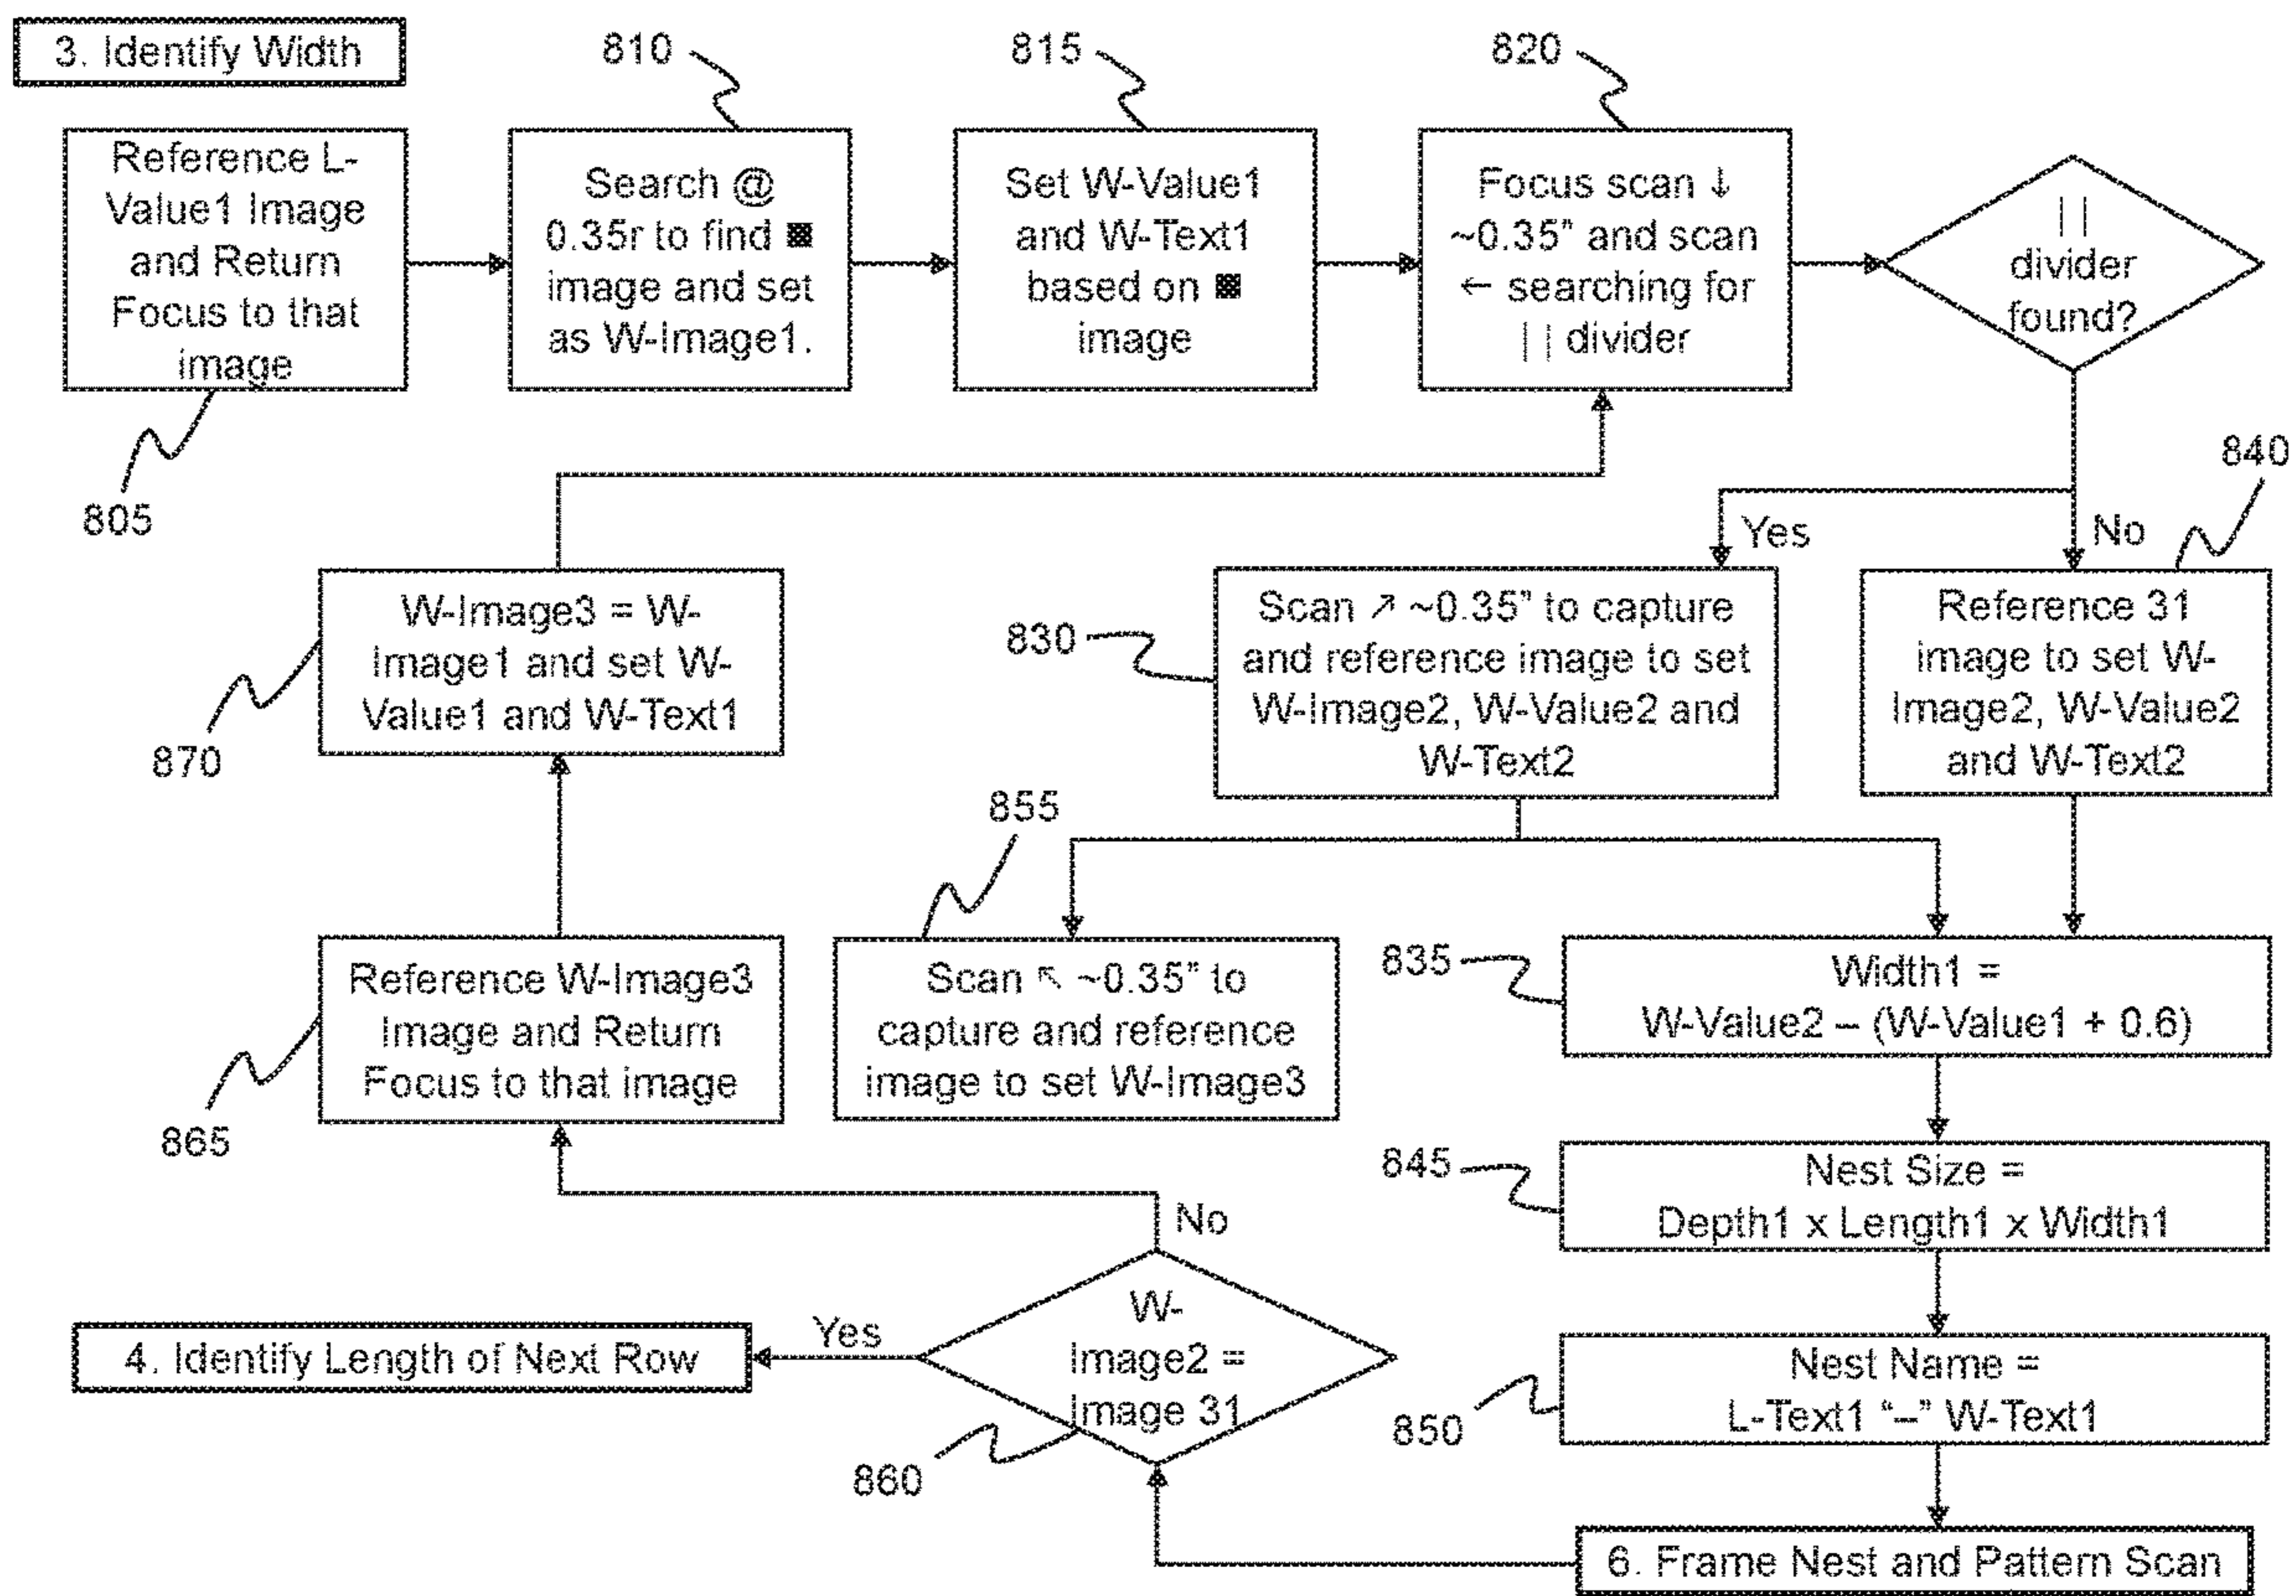 3. Identify Width
810
815
820
Reference L-
Value1 Image
and Return
Focus to that
image
805
Search @
0.35r to find ■
image and set
as W-Image1.
Set W-Value1
and W-Text1
based on ■
image
Focus scan ↓
~0.35” and scan
← searching for
|| divider
||
divider
found?
840
Yes
No
W-Image3 = W-
Image1 and set W-
Value1 and W-Text1
870
830
Scan ↗ ~0.35” to capture
and reference image to set
W-Image2, W-Value2 and
W-Text2
Reference 31
image to set W-
Image2, W-Value2
and W-Text2
855
Reference W-Image3
Image and Return
Focus to that image
865
Scan ↖ ~0.35” to
capture and reference
image to set W-Image3
835
Width1 =
W-Value2 – (W-Value1 + 0.6)
845
Nest Size =
Depth1 x Length1 x Width1
No
W-
Image2 =
Image 31
860
Yes
4. Identify Length of Next Row
850
Nest Name =
L-Text1 “–” W-Text1
6. Frame Nest and Pattern Scan